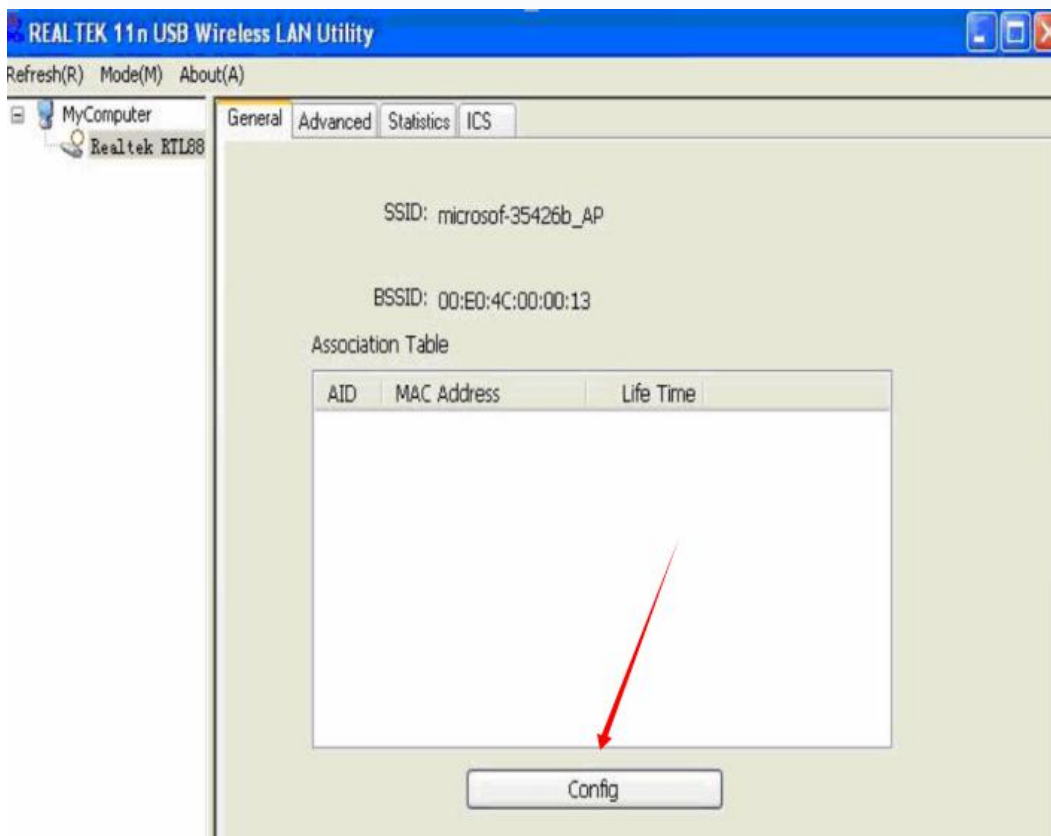 REALTEK 11n USB Wireless LAN Utility
Refresh(R) Mode(M) About(A)
MyComputer
Realtek RTL88
General Advanced Statistics ICS
SSID: microsof-35426b_AP
BSSID: 00:E0:4C:00:00:13
Association Table
AID MAC Address Life Time
Config